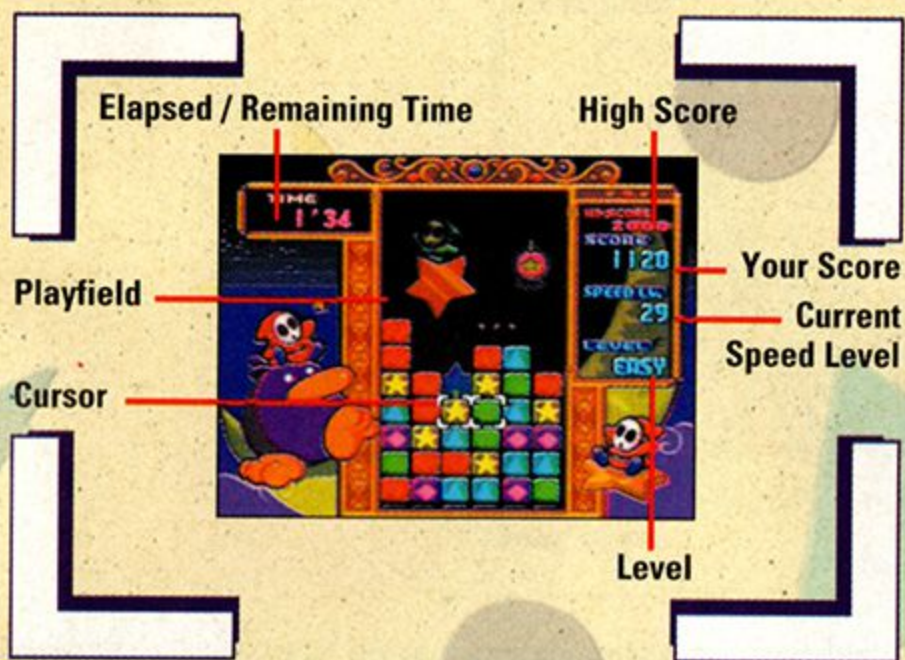 Elapsed / Remaining Time
High Score
TIME
1'34
HI-SCORE
2000
SCORE
1120
Your Score
Playfield
SPEED LV.
29
Current
Speed Level
LEVEL
EASY
Cursor
Level